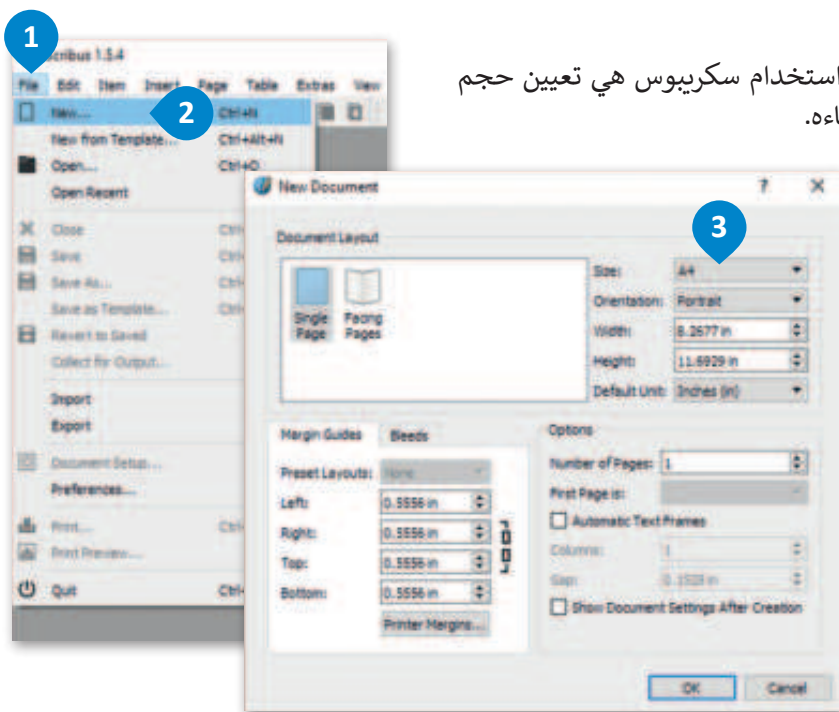 استخدام سكريبوس هي تعيين حجم
اءه.
1
cribus 1.5.4
File Edit Item Insert Page Table Extras View
2
New... Ctrl+N
New from Template... Ctrl+Alt+N
Open... Ctrl+O
Open Recent
Close
Save
Save As...
Save as Template...
Revert to Saved
Collect for Output...
Import
Export
Document Setup...
Preferences...
Print...
Print Preview...
Quit
New Document ? X
3
Document Layout
Single Page
Facing Pages
Size: A4
Orientation: Portrait
Width: 8.2677 in
Height: 11.6929 in
Default Unit: Inches (in)
Margin Guides Bleeds
Preset Layouts: None
Left: 0.5556 in
Right: 0.5556 in
Top: 0.5556 in
Bottom: 0.5556 in
Printer Margins...
Options
Number of Pages: 1
First Page is:
Automatic Text Frames
Columns: 1
Gap: 0.1528 in
Show Document Settings After Creation
OK Cancel